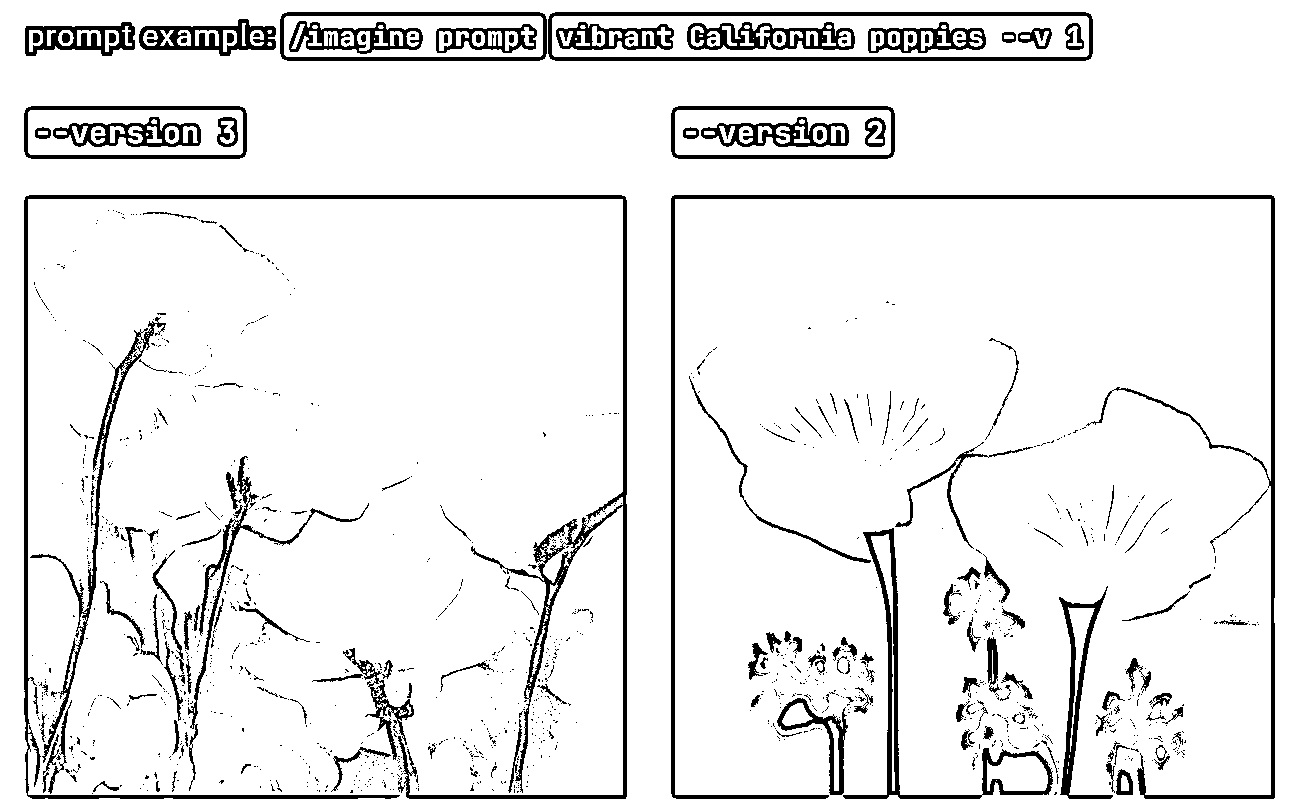 prompt example: /imagine prompt vibrant California poppies --v 1
--version 3
--version 2